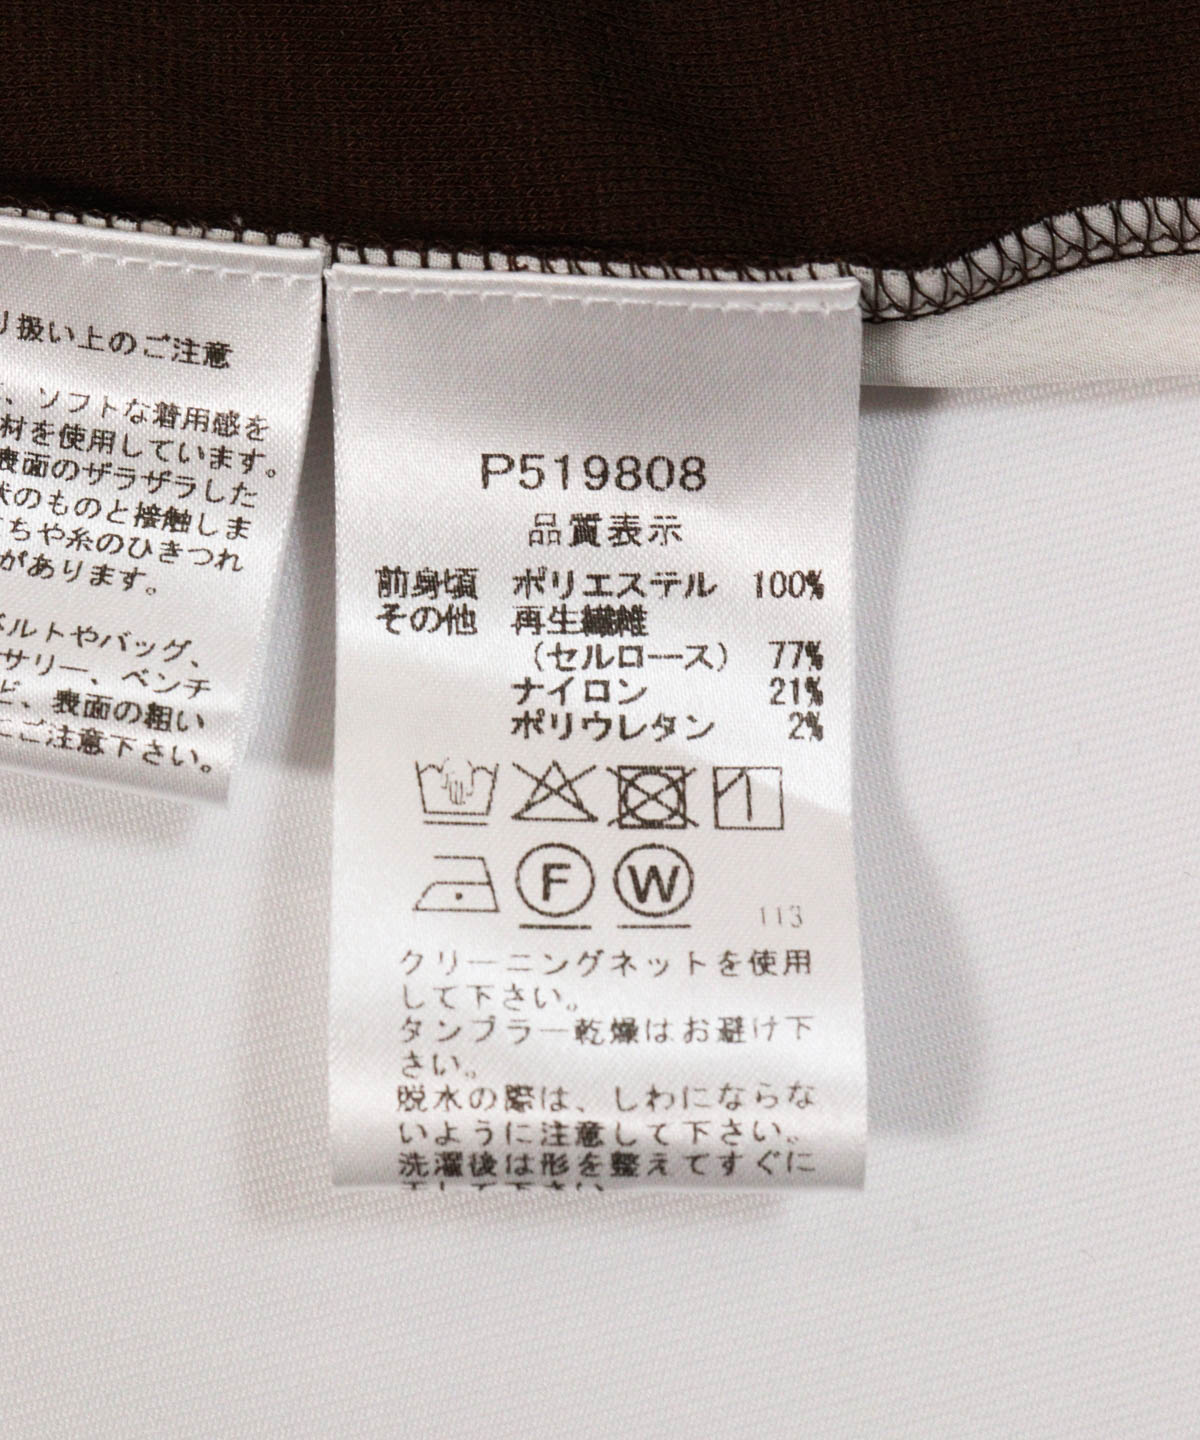 り扱い上のご注意
、ソフトな着用感を
材を使用しています。
表面のザラザラした
状のものと接触しま
ちや糸のひきつれ
があります。
ベルトやバッグ、
サリー、ベンチ
ど、表面の粗い
にご注意下さい。
P519808
品質表示
前身頃 ポリエステル 100%
その他 再生繊維
(セルロース) 77%
ナイロン 21%
ポリウレタン 2%
F W 113
クリーニングネットを使用
して下さい。
タンブラー乾燥はお避け下
さい。
脱水の際は、しわにならな
いように注意して下さい。
洗濯後は形を整えてすぐに
干して下さい。